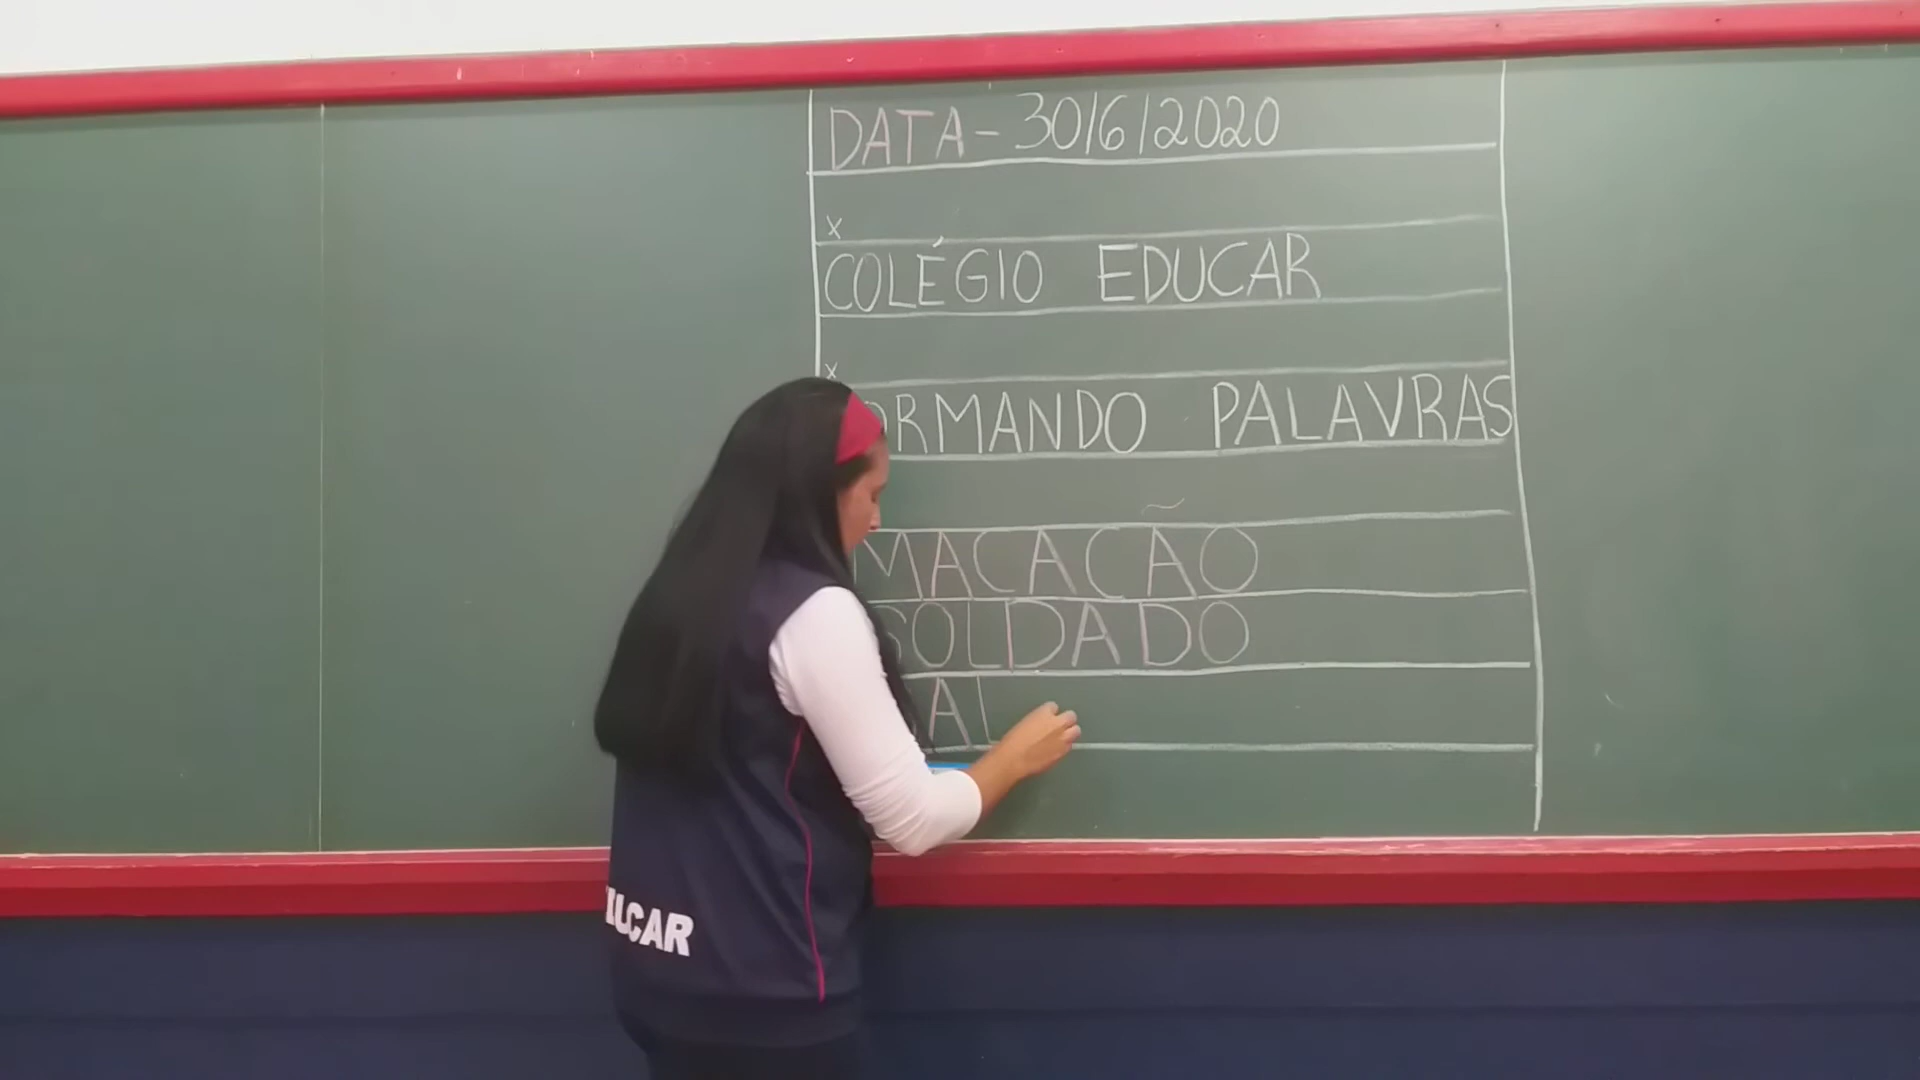 DATA - 30/6/2020
x
COLÉGIO EDUCAR
x
ORMANDO PALAVRAS
MACACÃO
SOLDADO
AL
UCAR